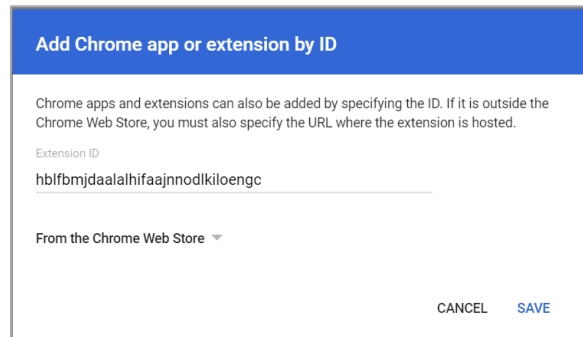 Add Chrome app or extension by ID
Chrome apps and extensions can also be added by specifying the ID. If it is outside the
Chrome Web Store, you must also specify the URL where the extension is hosted.
Extension ID
hblfbmjdaalalhifaajnnodlkiloengc
From the Chrome Web Store
CANCEL SAVE